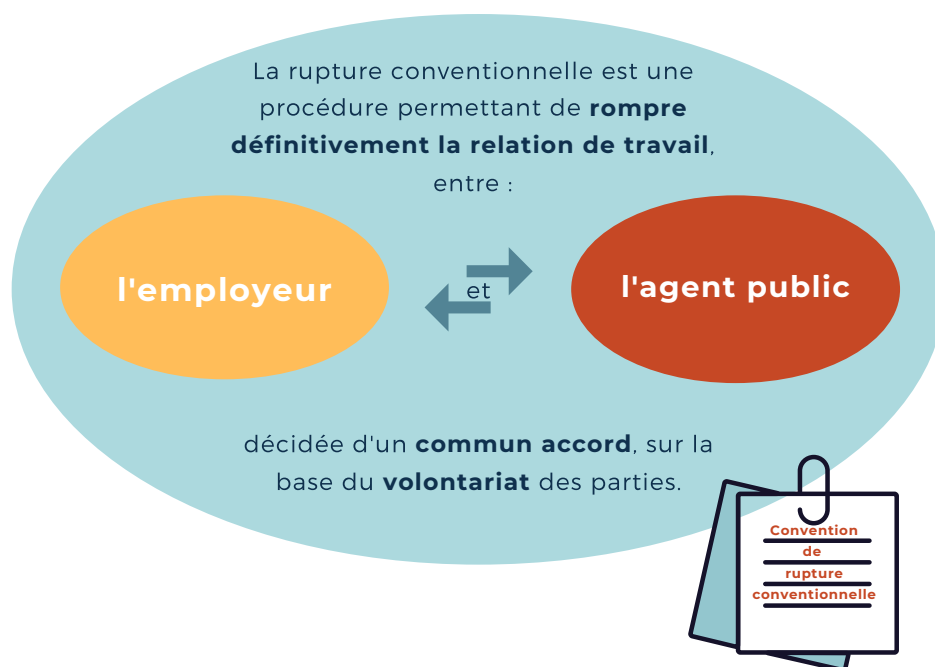 La rupture conventionnelle est une
procédure permettant de rompre
définitivement la relation de travail,
entre :
l'employeur
et
l'agent public
décidée d'un commun accord, sur la
base du volontariat des parties.
Convention
de
rupture
conventionnelle